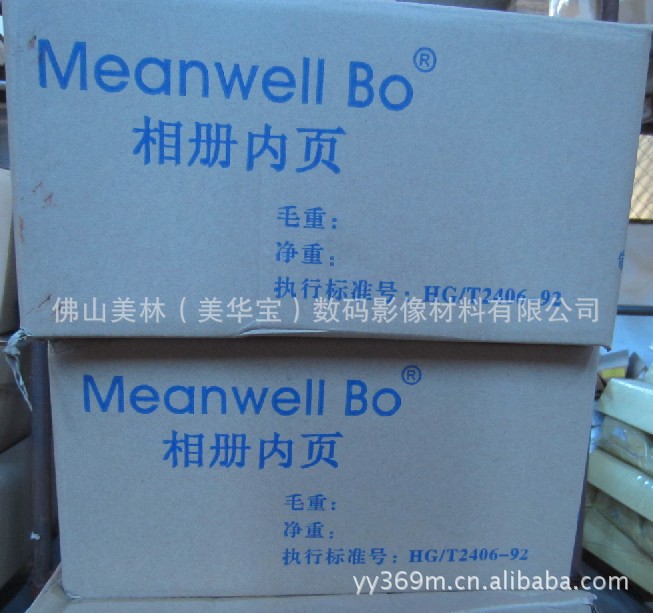 Meanwell Bo®
相册内页
毛重：
净重：
执行标准号：HG/T2406-92
佛山美林（美华宝）数码影像材料有限公司
Meanwell Bo®
相册内页
毛重：
净重：
执行标准号：HG/T2406-92
yy369m.cn.alibaba.com